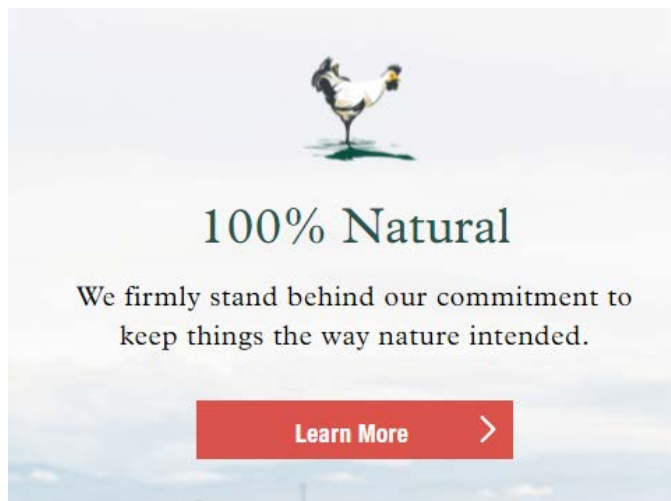 100% Natural
We firmly stand behind our commitment to
keep things the way nature intended.
Learn More